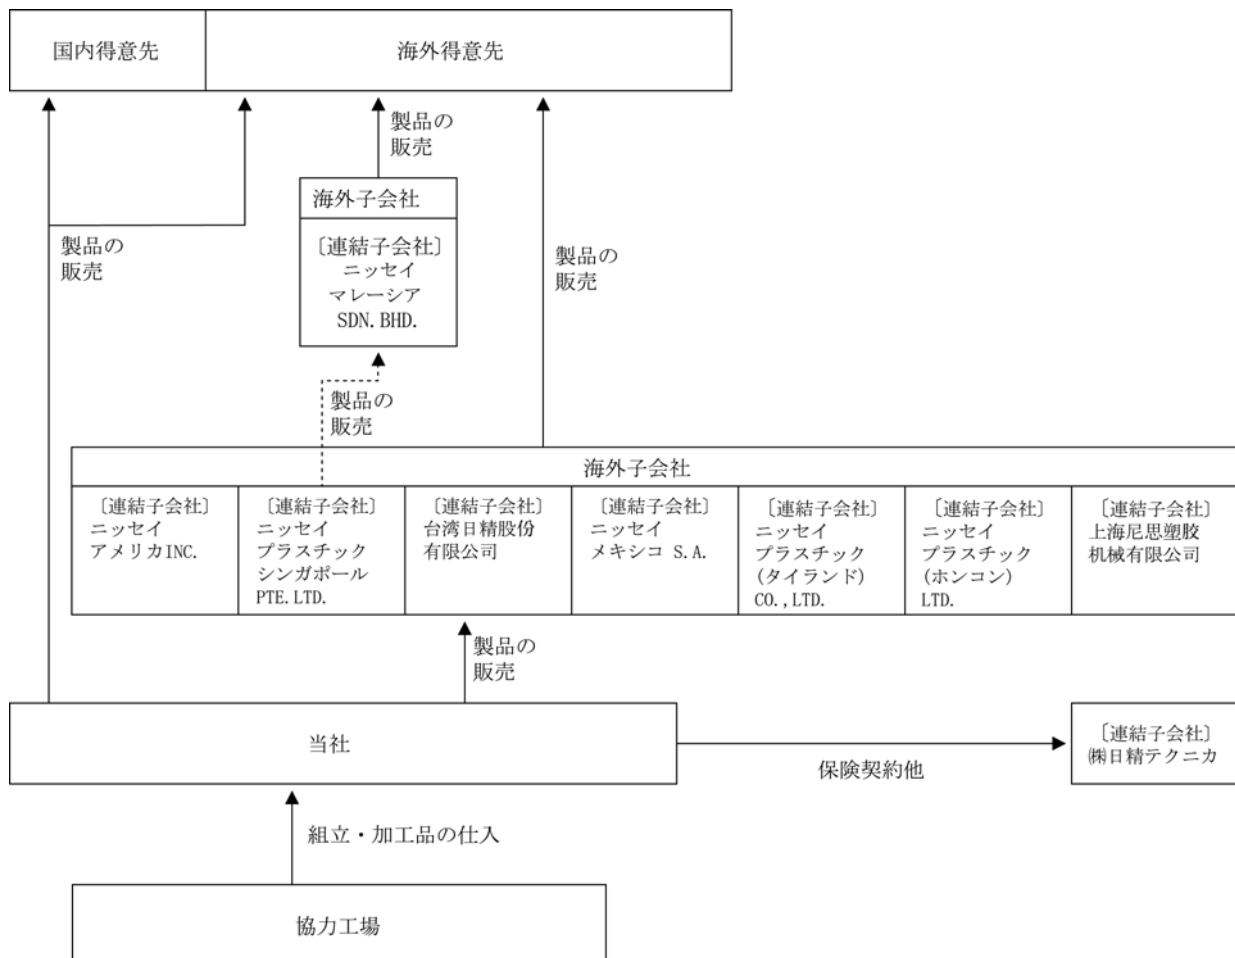 国内得意先
海外得意先
製品の
販売
海外子会社
〔連結子会社〕
ニッセイ
マレーシア
SDN.BHD.
製品の
販売
製品の
販売
製品の
販売
海外子会社
〔連結子会社〕
ニッセイ
アメリカINC.
〔連結子会社〕
ニッセイ
プラスチック
シンガポール
PTE.LTD.
〔連結子会社〕
台湾日精股份
有限公司
〔連結子会社〕
ニッセイ
メキシコ S.A.
〔連結子会社〕
ニッセイ
プラスチック
(タイランド)
CO.,LTD.
〔連結子会社〕
ニッセイ
プラスチック
(ホンコン)
LTD.
〔連結子会社〕
上海尼思塑胶
机械有限公司
製品の
販売
当社
保険契約他
〔連結子会社〕
㈱日精テクニカ
組立・加工品の仕入
協力工場